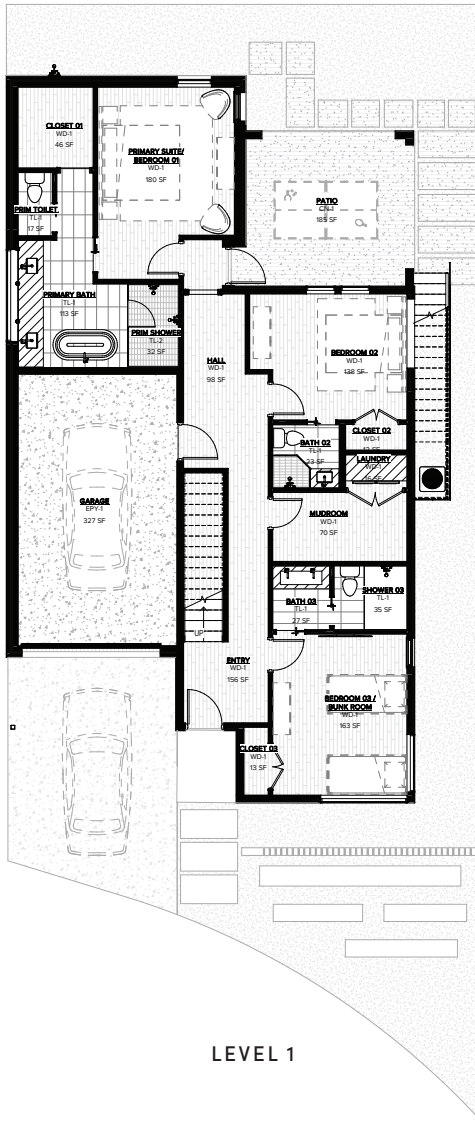 CLOSET 01
WD-1
46 SF
PRIMARY SUITE/
BEDROOM 01
WD-1
180 SF
PRIM TOILET
TL-1
17 SF
PATIO
CN-1
185 SF
PRIMARY BATH
TL-1
113 SF
PRIM SHOWER
TL-2
32 SF
HALL
WD-1
98 SF
BEDROOM 02
WD-1
138 SF
CLOSET 02
WD-1
BATH 02
TL-1
23 SF
LAUNDRY
WD-1
GARAGE
EPY-1
327 SF
MUDROOM
WD-1
70 SF
SHOWER 03
TL-1
35 SF
BATH 03
TL-1
27 SF
UP
ENTRY
WD-1
156 SF
BEDROOM 03 /
BUNK ROOM
WD-1
163 SF
CLOSET 03
WD-1
13 SF
LEVEL 1